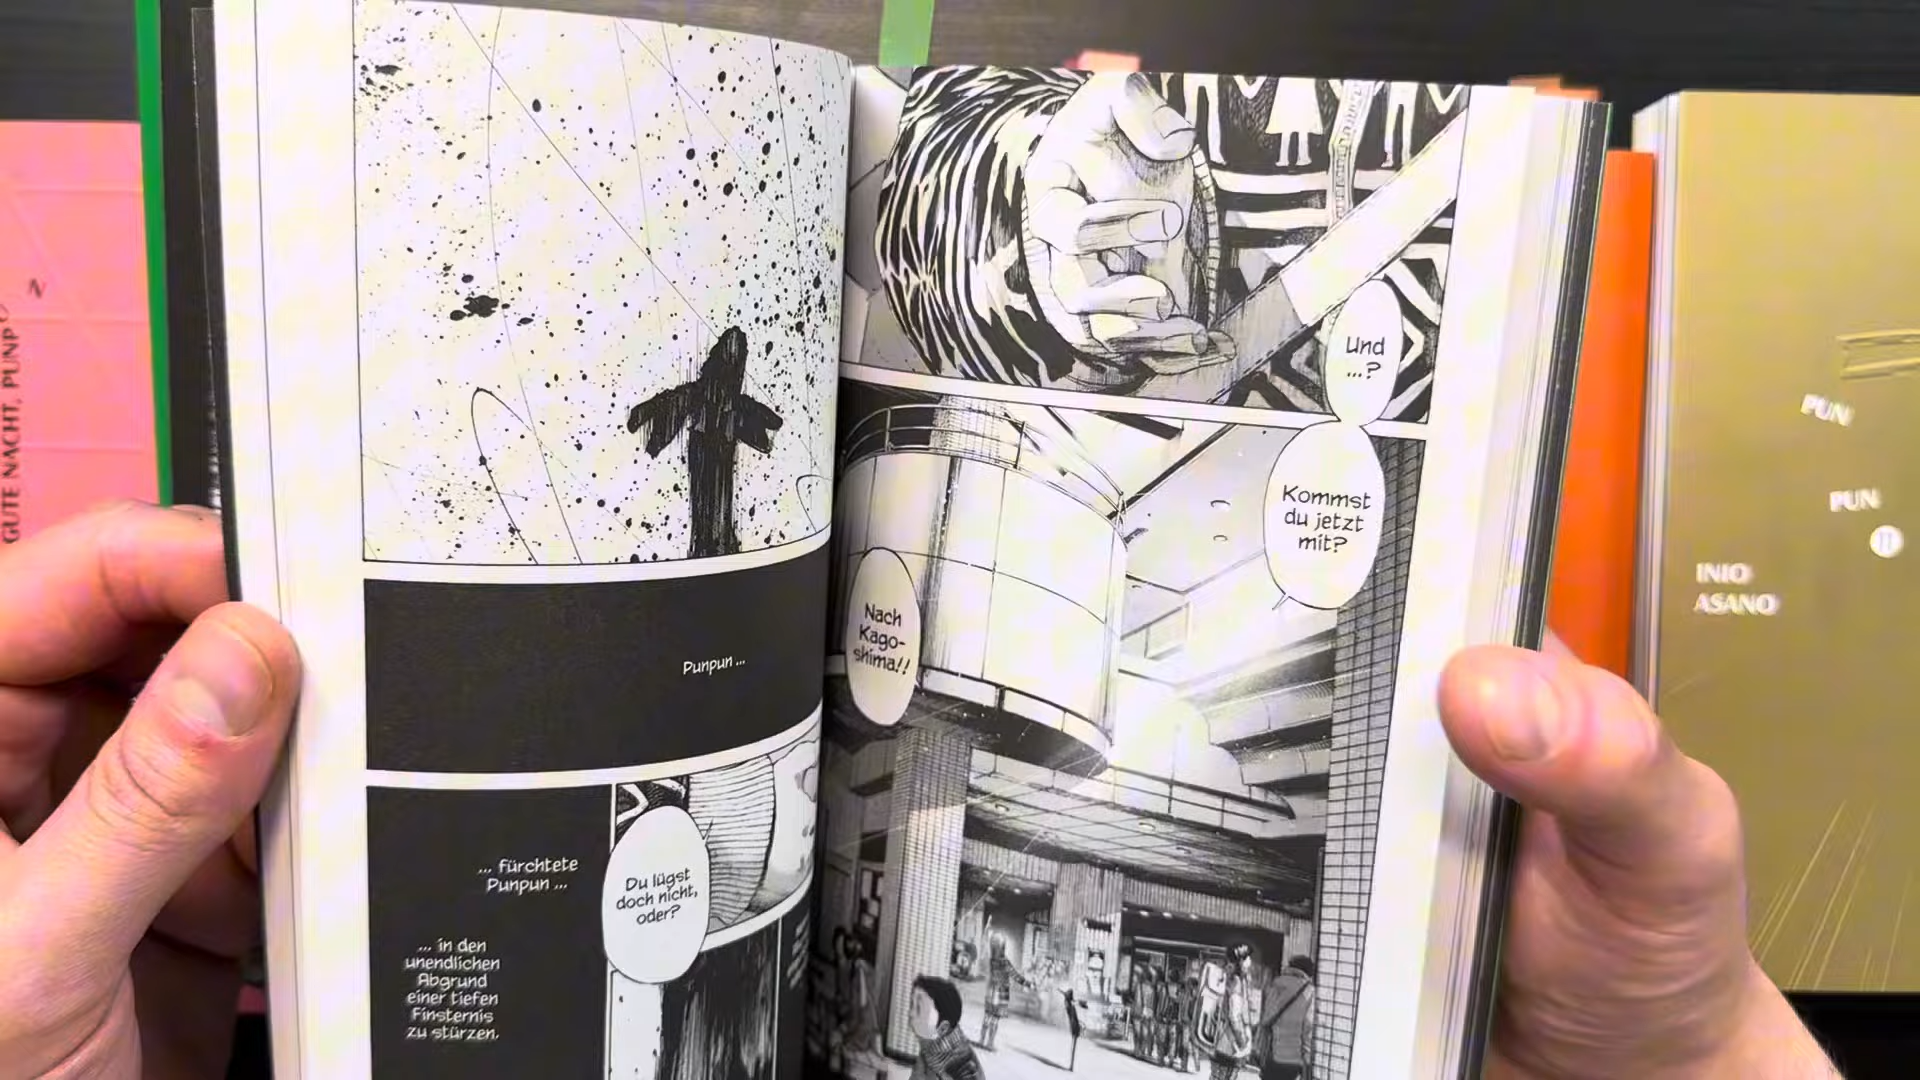 GUTE NACHT, PUNP
Und
...?
Kommst
du jetzt
mit?
Nach
Kago-
shima!!
Punpun ...
... fürchtete
Punpun ...
Du lügst
doch nicht,
oder?
... in den
unendlichen
Abgrund
einer tiefen
Finsternis
zu stürzen.
PUN
PUN
INIO
ASANO